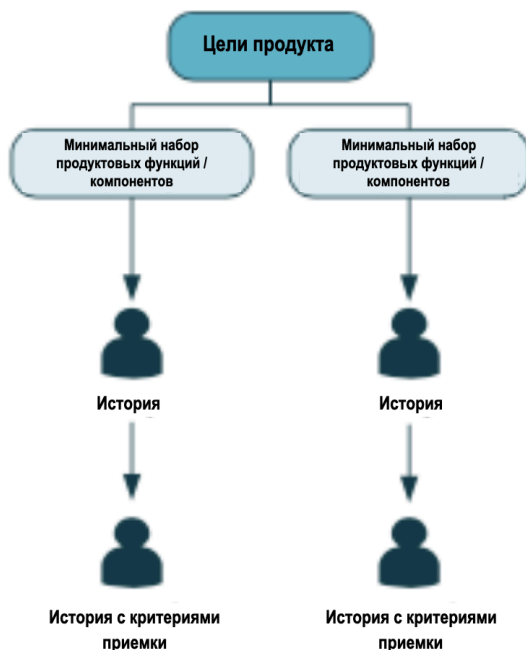 Цели продукта
Минимальный набор
продуктовых функций /
компонентов
Минимальный набор
продуктовых функций /
компонентов
История
История
История с критериями
приемки
История с критериями
приемки